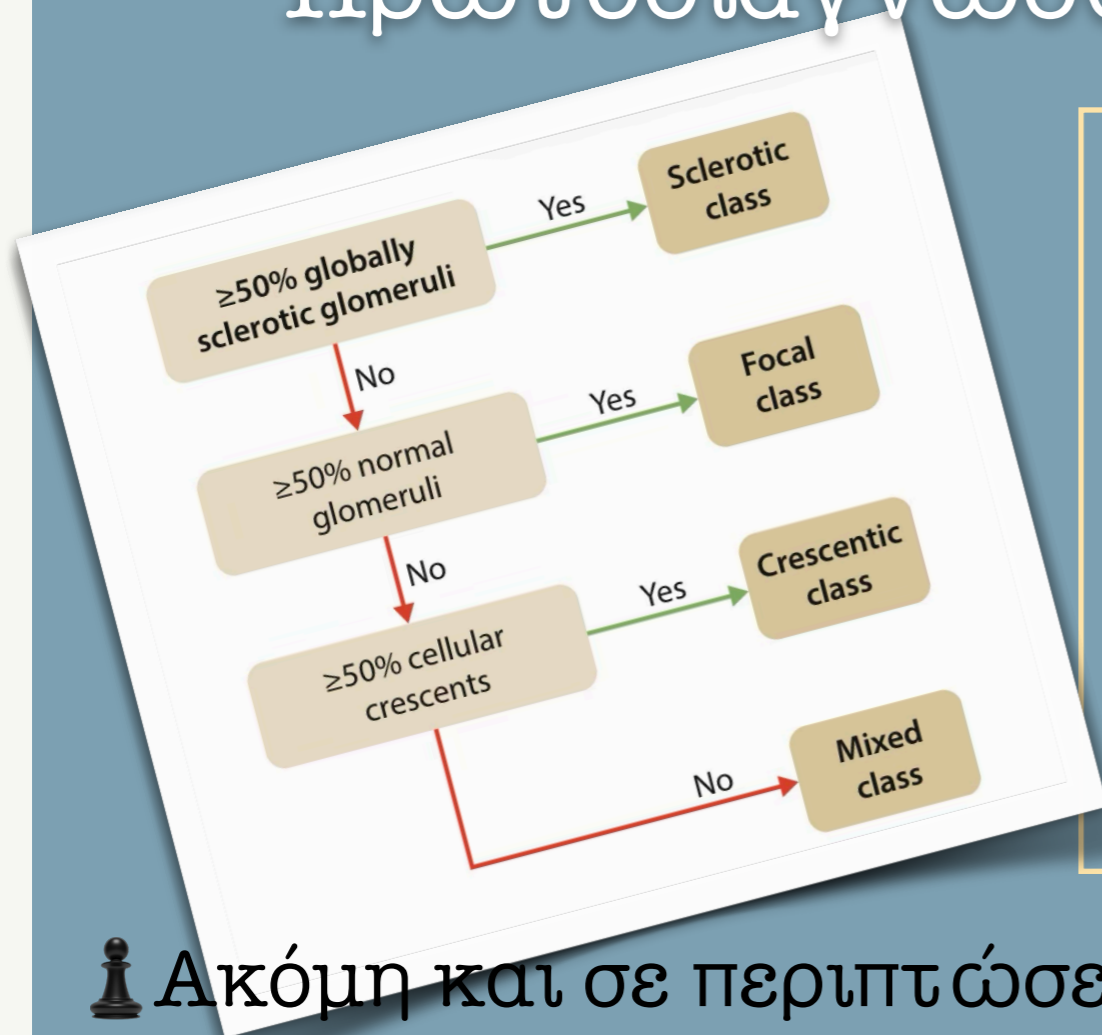 ≥50% globally
sclerotic glomeruli
Yes
Sclerotic
class
No
≥50% normal
glomeruli
Yes
Focal
class
No
≥50% cellular
crescents
Yes
Crescentic
class
No
Mixed
class
Ακόμη και σε